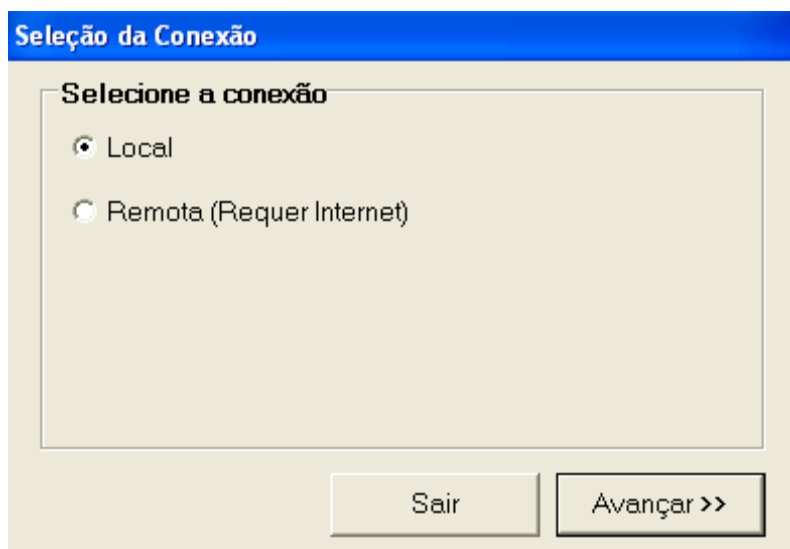 Seleção da Conexão
Selecione a conexão
Local
Remota (Requer Internet)
Sair
Avançar >>